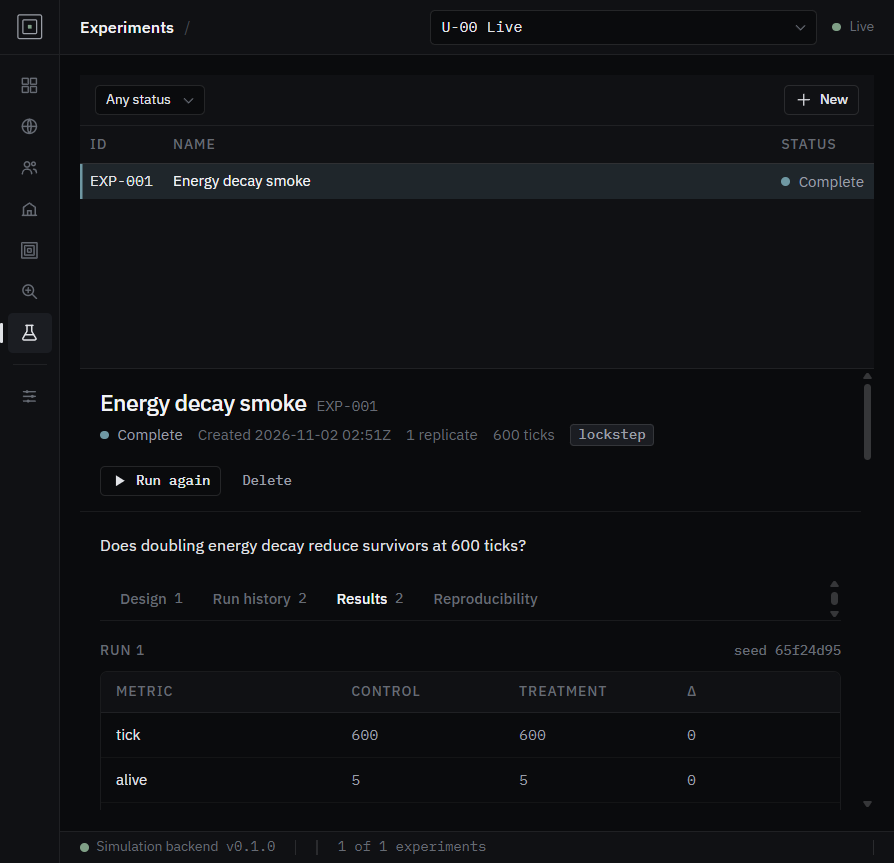 Experiments /
U-00 Live
Live
Any status
New
ID NAME STATUS
EXP-001 Energy decay smoke Complete
Energy decay smoke EXP-001
Complete Created 2026-11-02 02:51Z 1 replicate 600 ticks lockstep
Run again Delete
Does doubling energy decay reduce survivors at 600 ticks?
Design 1 Run history 2 Results 2 Reproducibility
RUN 1 seed 65f24d95
METRIC CONTROL TREATMENT Δ
tick 600 600 0
alive 5 5 0
Simulation backend v0.1.0 | | 1 of 1 experiments |